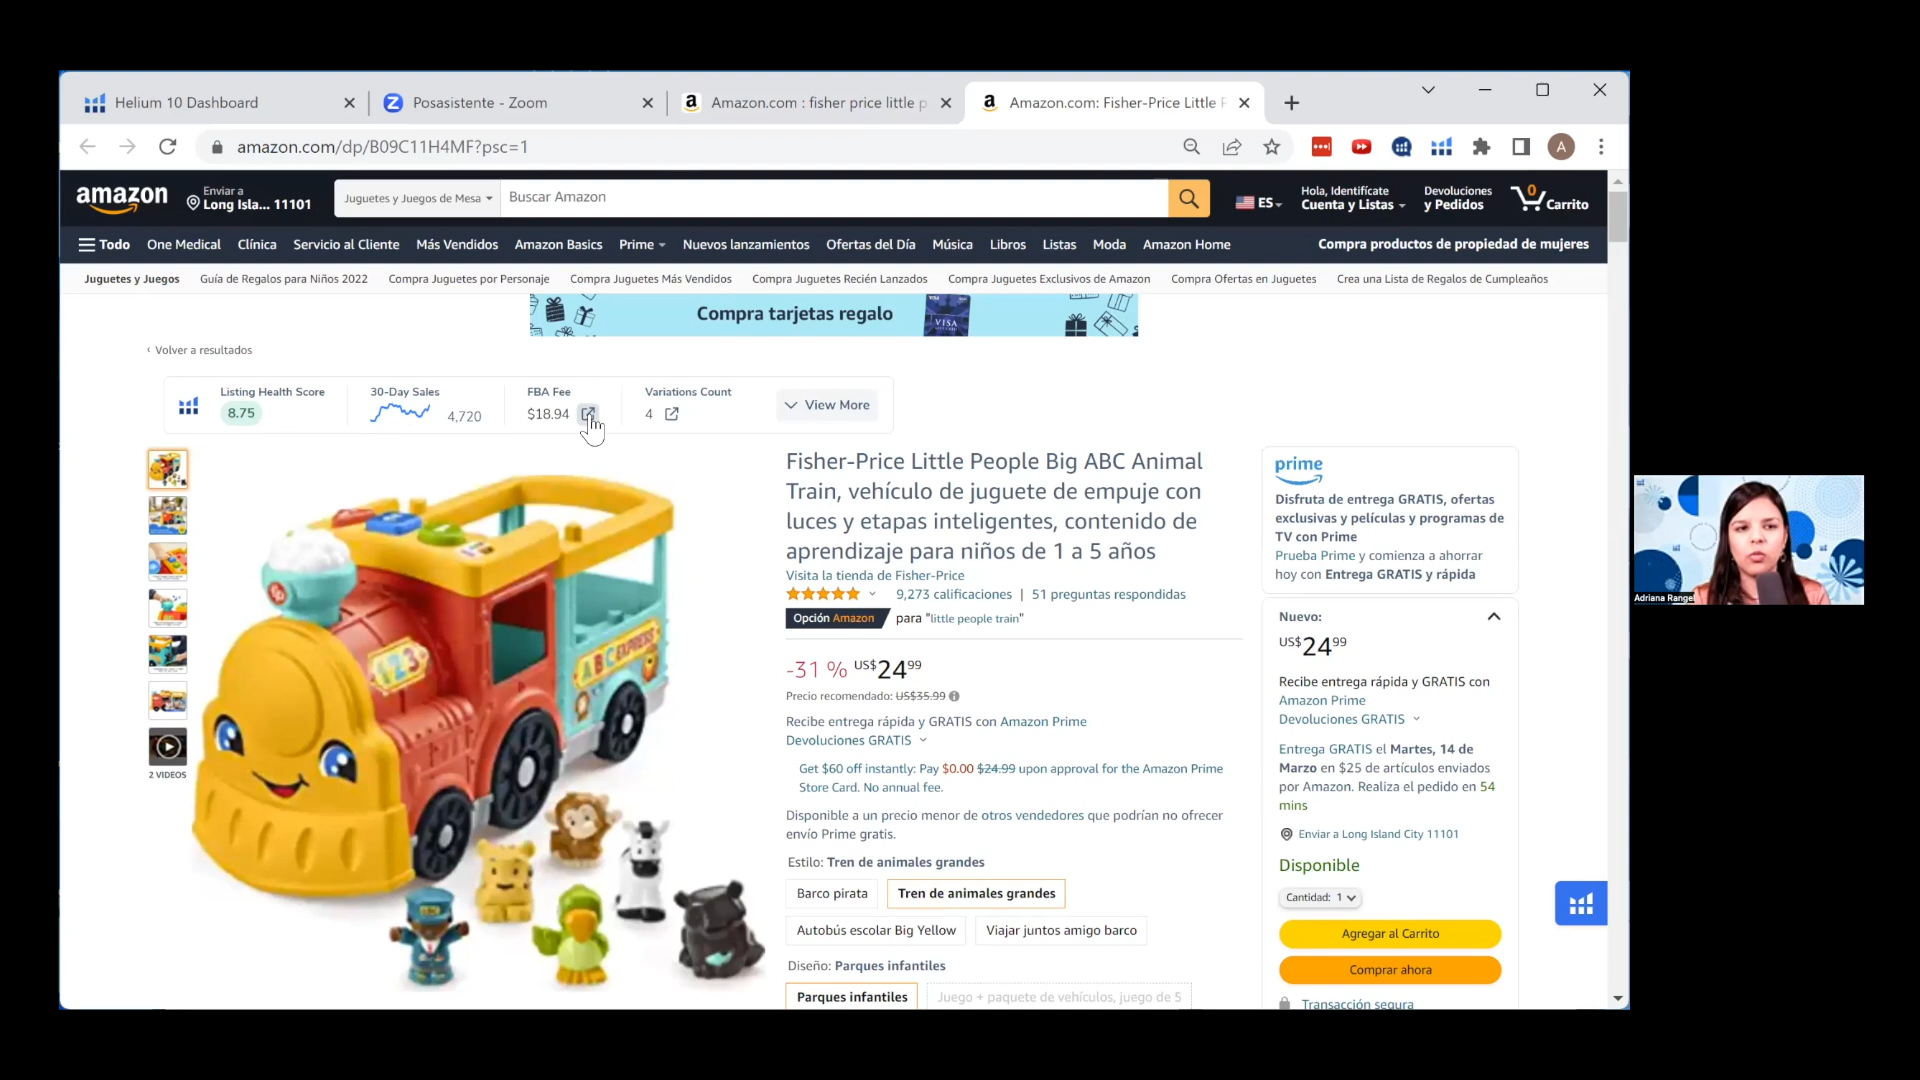 Helium 10 Dashboard
Posasistente - Zoom
Amazon.com : fisher price little p
Amazon.com: Fisher-Price Little P
amazon.com/dp/B09C11H4MF?psc=1
A
amazon
Enviar a
Long Isla... 11101
Juguetes y Juegos de Mesa
Buscar Amazon
ES
Hola, Identifícate
Cuenta y Listas
Devoluciones
y Pedidos
0
Carrito
Todo
One Medical
Clínica
Servicio al Cliente
Más Vendidos
Amazon Basics
Prime
Nuevos lanzamientos
Ofertas del Día
Música
Libros
Listas
Moda
Amazon Home
Compra productos de propiedad de mujeres
Juguetes y Juegos
Guía de Regalos para Niños 2022
Compra Juguetes por Personaje
Compra Juguetes Más Vendidos
Compra Juguetes Recién Lanzados
Compra Juguetes Exclusivos de Amazon
Compra Ofertas en Juguetes
Crea una Lista de Regalos de Cumpleaños
Compra tarjetas regalo
VISA
‹ Volver a resultados
Listing Health Score
8.75
30-Day Sales
4,720
FBA Fee
$18.94
Variations Count
4
View More
123
ABC EXPRESS
2 VIDEOS
Fisher-Price Little People Big ABC Animal
Train, vehículo de juguete de empuje con
luces y etapas inteligentes, contenido de
aprendizaje para niños de 1 a 5 años
Visita la tienda de Fisher-Price
9,273 calificaciones | 51 preguntas respondidas
Opción Amazon para "little people train"
-31 % US$24 99
Precio recomendado: US$35.99
Recibe entrega rápida y GRATIS con Amazon Prime
Devoluciones GRATIS
Get $60 off instantly: Pay $0.00 $24.99 upon approval for the Amazon Prime
Store Card. No annual fee.
Disponible a un precio menor de otros vendedores que podrían no ofrecer
envío Prime gratis.
Estilo: Tren de animales grandes
Barco pirata
Tren de animales grandes
Autobús escolar Big Yellow
Viajar juntos amigo barco
Diseño: Parques infantiles
Parques infantiles
Juego + paquete de vehículos, juego de 5
prime
Disfruta de entrega GRATIS, ofertas
exclusivas y películas y programas de
TV con Prime
Prueba Prime y comienza a ahorrar
hoy con Entrega GRATIS y rápida
Nuevo:
US$24 99
Recibe entrega rápida y GRATIS con
Amazon Prime
Devoluciones GRATIS
Entrega GRATIS el Martes, 14 de
Marzo en $25 de artículos enviados
por Amazon. Realiza el pedido en 54
mins
Enviar a Long Island City 11101
Disponible
Cantidad: 1
Agregar al Carrito
Comprar ahora
Transacción segura
Adriana Rangel